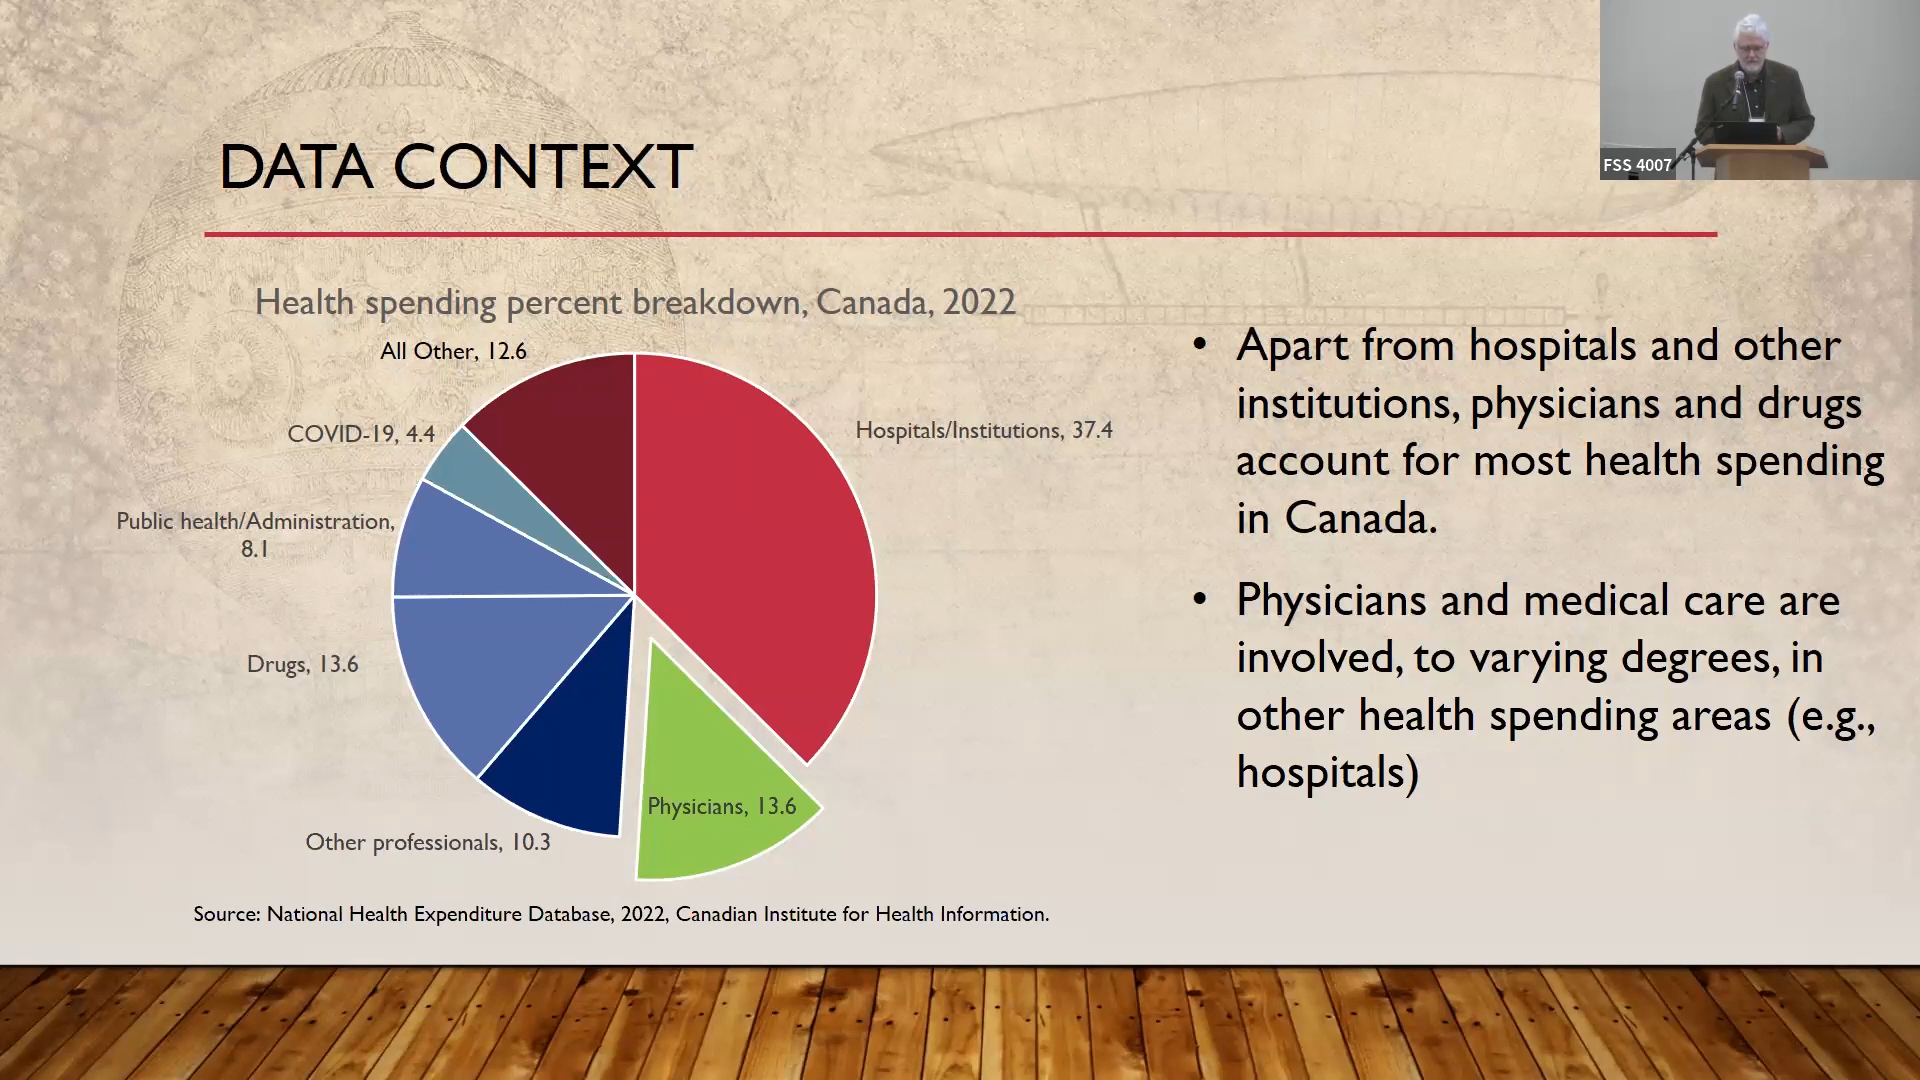 DATA CONTEXT
FSS 4007
Health spending percent breakdown, Canada, 2022
All Other, 12.6
COVID-19, 4.4
Hospitals/Institutions, 37.4
Public health/Administration,
8.1
Drugs, 13.6
Physicians, 13.6
Other professionals, 10.3
Source: National Health Expenditure Database, 2022, Canadian Institute for Health Information.
• Apart from hospitals and other
institutions, physicians and drugs
account for most health spending
in Canada.
• Physicians and medical care are
involved, to varying degrees, in
other health spending areas (e.g.,
hospitals)